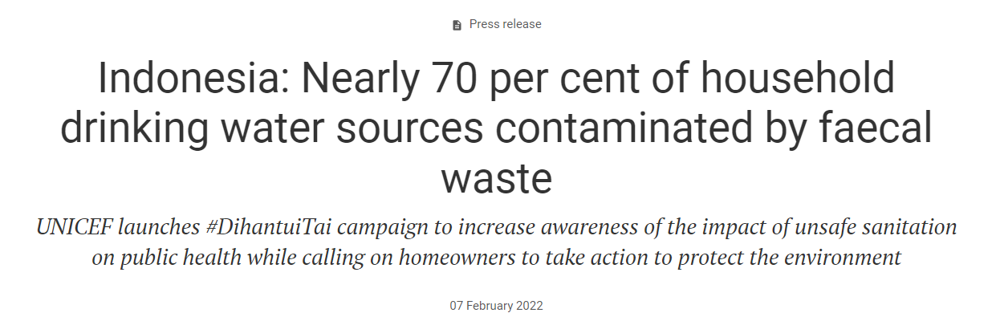 Press release
Indonesia: Nearly 70 per cent of household
drinking water sources contaminated by faecal
waste
UNICEF launches #DihantuiTai campaign to increase awareness of the impact of unsafe sanitation
on public health while calling on homeowners to take action to protect the environment
07 February 2022